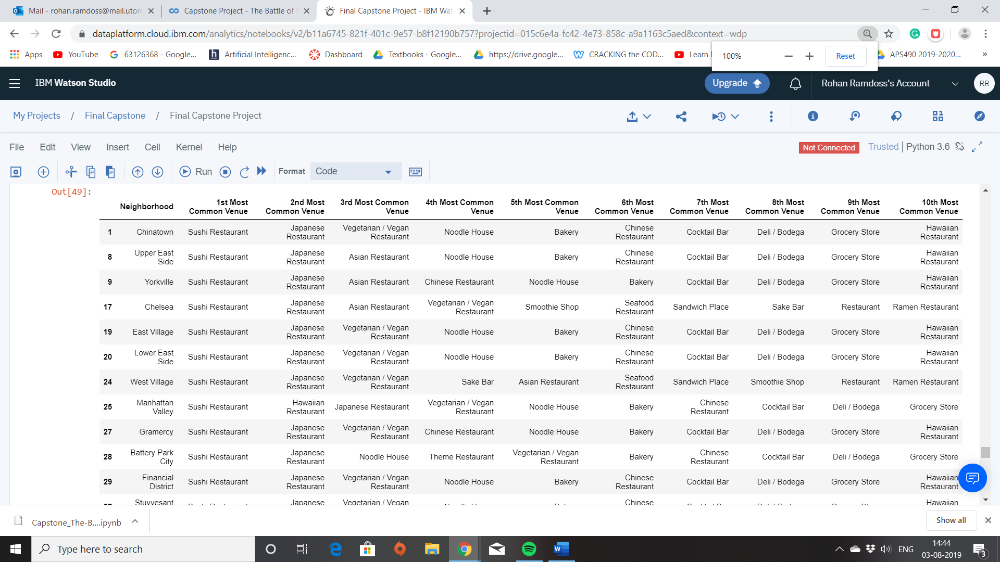 Mail - rohan.ramdoss@mail.utoro
Capstone Project - The Battle of
Final Capstone Project - IBM Wat
dataplatform.cloud.ibm.com/analytics/notebooks/v2/b11a6745-821f-401c-9e57-b8f12190b757?projectid=015c6e4a-fc42-4e73-858c-a9a1163c5aed&context=wdp
Apps YouTube 63126368 - Google... Artificial Intelligenc... Dashboard Textbooks - Google... https://drive.google... CRACKING the COD... Learn APS490 2019-2020... »
100% Reset
IBM Watson Studio Upgrade Rohan Ramdoss's Account RR
My Projects / Final Capstone / Final Capstone Project
File Edit View Insert Cell Kernel Help Not Connected Trusted | Python 3.6
Run Format Code
Out[49]:
Neighborhood 1st Most Common Venue 2nd Most Common Venue 3rd Most Common Venue 4th Most Common Venue 5th Most Common Venue 6th Most Common Venue 7th Most Common Venue 8th Most Common Venue 9th Most Common Venue 10th Most Common Venue
1 Chinatown Sushi Restaurant Japanese Restaurant Vegetarian / Vegan Restaurant Noodle House Bakery Chinese Restaurant Cocktail Bar Deli / Bodega Grocery Store Hawaiian Restaurant
8 Upper East Side Sushi Restaurant Japanese Restaurant Asian Restaurant Noodle House Bakery Chinese Restaurant Cocktail Bar Deli / Bodega Grocery Store Hawaiian Restaurant
9 Yorkville Sushi Restaurant Japanese Restaurant Asian Restaurant Chinese Restaurant Noodle House Bakery Cocktail Bar Deli / Bodega Grocery Store Hawaiian Restaurant
17 Chelsea Sushi Restaurant Japanese Restaurant Asian Restaurant Vegetarian / Vegan Restaurant Smoothie Shop Seafood Restaurant Sandwich Place Sake Bar Restaurant Ramen Restaurant
19 East Village Sushi Restaurant Japanese Restaurant Vegetarian / Vegan Restaurant Noodle House Bakery Chinese Restaurant Cocktail Bar Deli / Bodega Grocery Store Hawaiian Restaurant
20 Lower East Side Sushi Restaurant Japanese Restaurant Vegetarian / Vegan Restaurant Noodle House Bakery Chinese Restaurant Cocktail Bar Deli / Bodega Grocery Store Hawaiian Restaurant
24 West Village Sushi Restaurant Japanese Restaurant Vegetarian / Vegan Restaurant Sake Bar Asian Restaurant Seafood Restaurant Sandwich Place Smoothie Shop Restaurant Ramen Restaurant
25 Manhattan Valley Sushi Restaurant Hawaiian Restaurant Japanese Restaurant Vegetarian / Vegan Restaurant Noodle House Bakery Chinese Restaurant Cocktail Bar Deli / Bodega Grocery Store
27 Gramercy Sushi Restaurant Japanese Restaurant Vegetarian / Vegan Restaurant Chinese Restaurant Noodle House Bakery Cocktail Bar Deli / Bodega Grocery Store Hawaiian Restaurant
28 Battery Park City Sushi Restaurant Japanese Restaurant Noodle House Theme Restaurant Vegetarian / Vegan Restaurant Bakery Chinese Restaurant Cocktail Bar Deli / Bodega Grocery Store
29 Financial District Sushi Restaurant Japanese Restaurant Vegetarian / Vegan Restaurant Noodle House Bakery Chinese Restaurant Cocktail Bar Deli / Bodega Grocery Store Hawaiian Restaurant
Stuyvesant Japanese Vegetarian / Vegan Chinese Hawaiian
Capstone_The-B....ipynb Show all
Type here to search ENG 14:44
03-08-2019 3